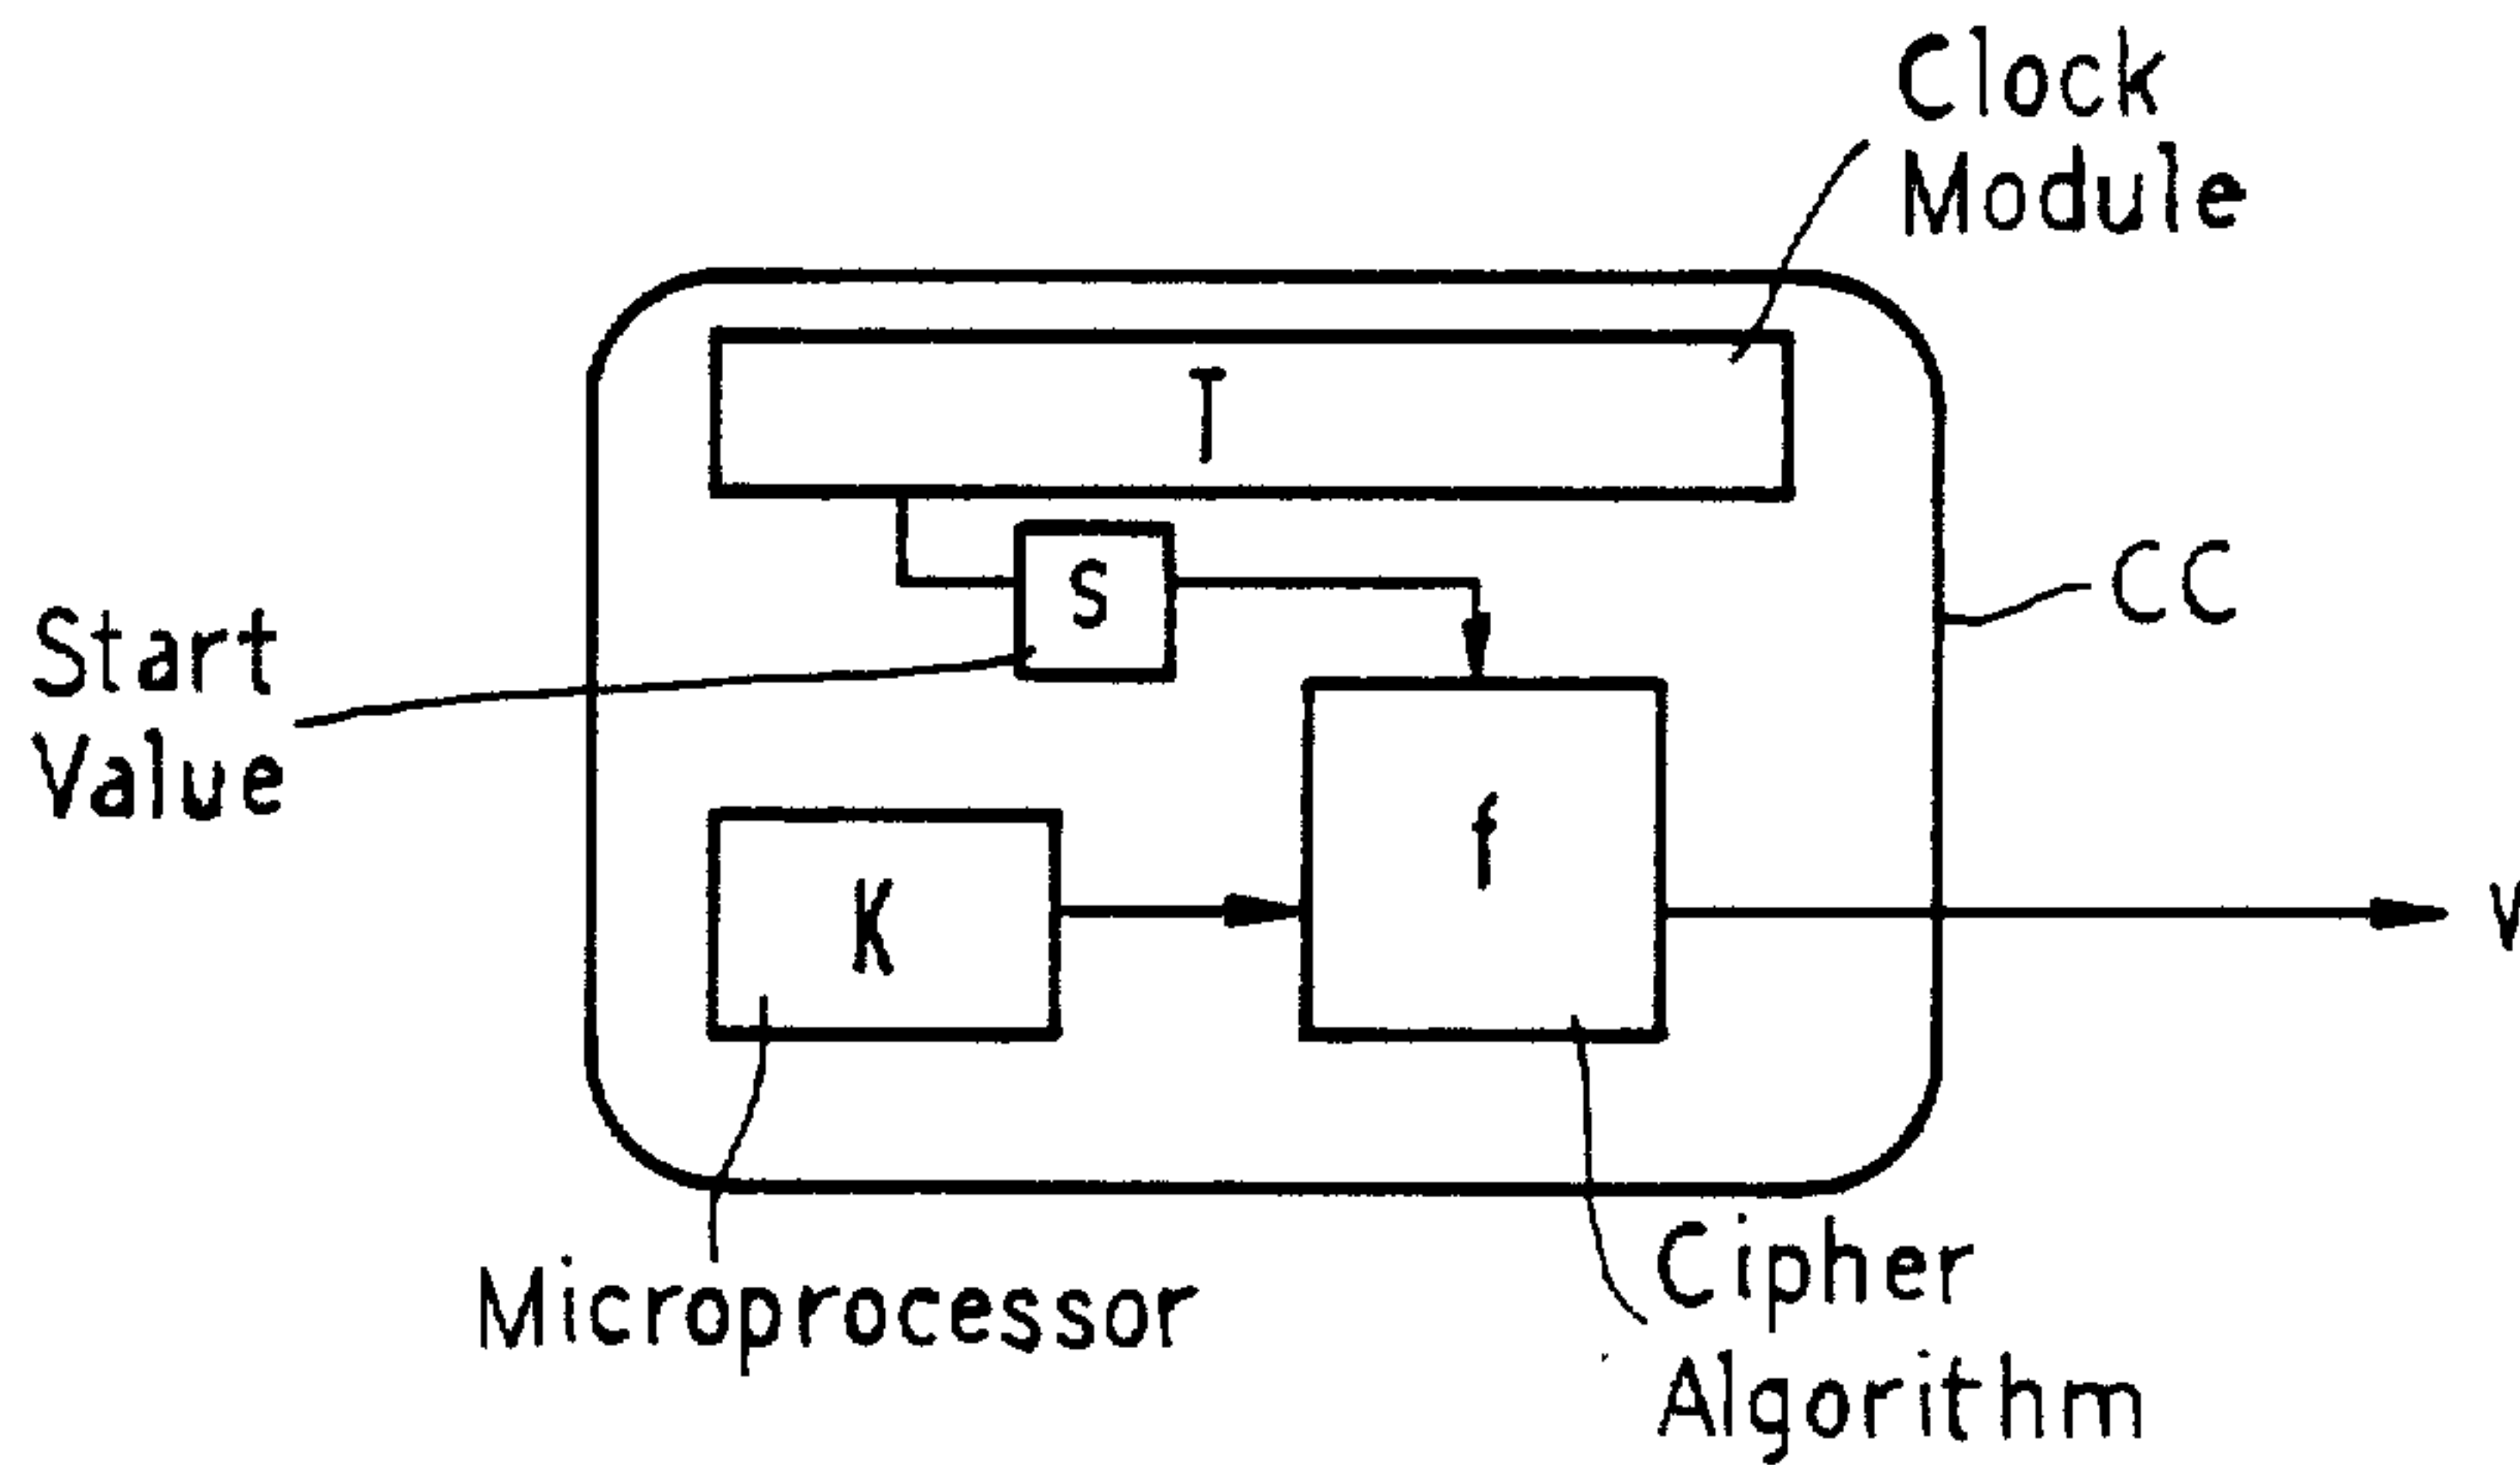 Clock
Module
T
S
CC
Start
Value
f
K
v
Microprocessor
Cipher
Algorithm